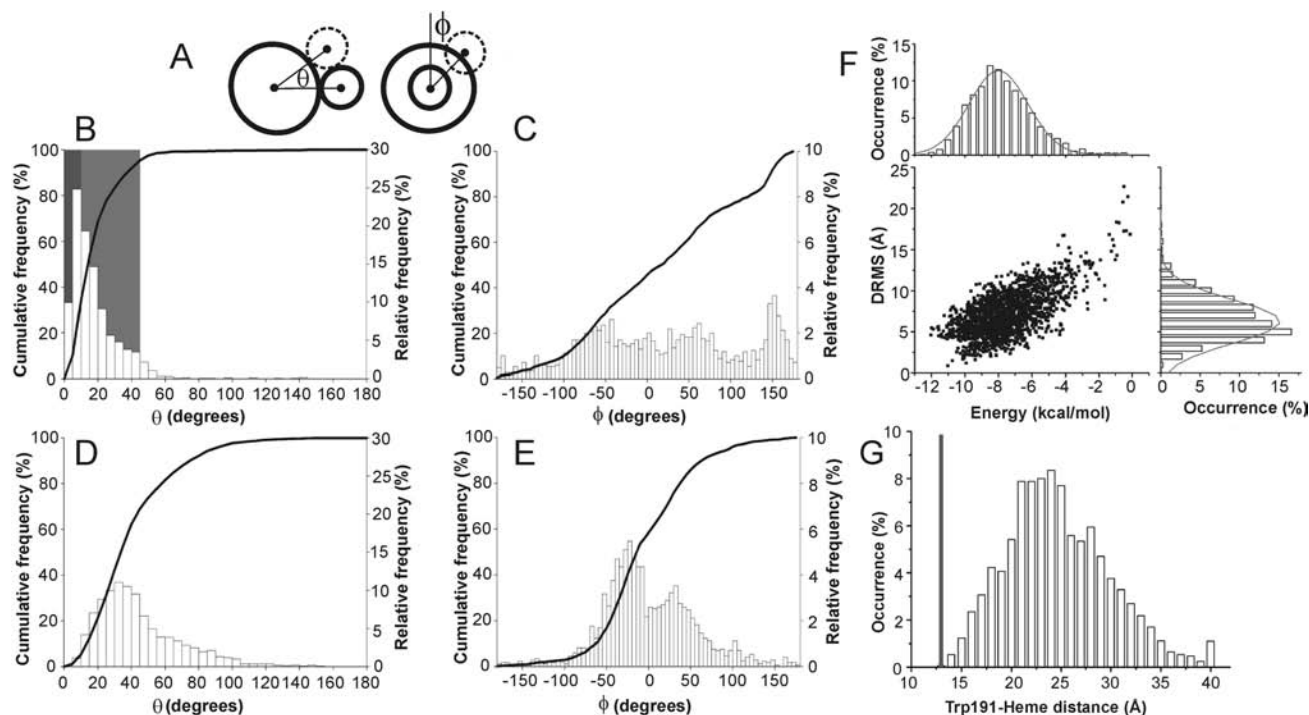 A
θ
ϕ
B
Cumulative frequency (%)
100
80
60
40
20
0
30
25
20
15
10
5
0
Relative frequency (%)
0 20 40 60 80 100 120 140 160 180
θ (degrees)
C
Cumulative frequency (%)
100
80
60
40
20
0
10
8
6
4
2
0
Relative frequency (%)
-150 -100 -50 0 50 100 150
ϕ (degrees)
D
Cumulative frequency (%)
100
80
60
40
20
0
30
25
20
15
10
5
0
Relative frequency (%)
0 20 40 60 80 100 120 140 160 180
θ (degrees)
E
Cumulative frequency (%)
100
80
60
40
20
0
10
8
6
4
2
0
Relative frequency (%)
-150 -100 -50 0 50 100 150
ϕ (degrees)
F
Occurrence (%)
15
10
5
0
DRMS (Å)
25
20
15
10
5
0
-12 -10 -8 -6 -4 -2 0
Energy (kcal/mol)
0 5 10 15
Occurrence (%)
G
Occurrence (%)
10
8
6
4
2
0
10 15 20 25 30 35 40
Trp191-Heme distance (Å)